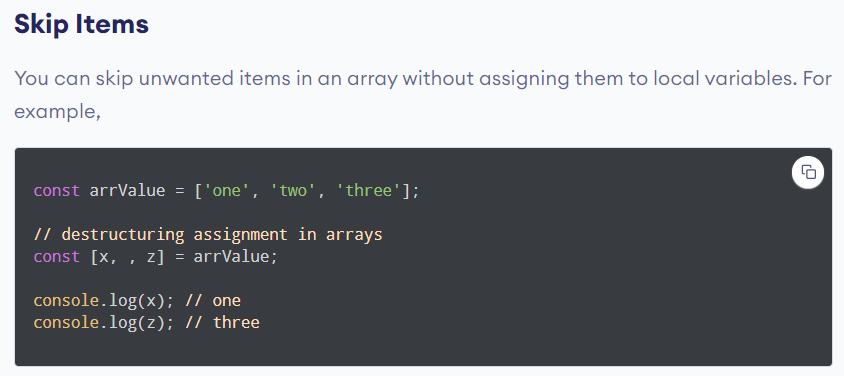 Skip Items
You can skip unwanted items in an array without assigning them to local variables. For
example,
const arrValue = ['one', 'two', 'three'];
// destructuring assignment in arrays
const [x, , z] = arrValue;
console.log(x); // one
console.log(z); // three